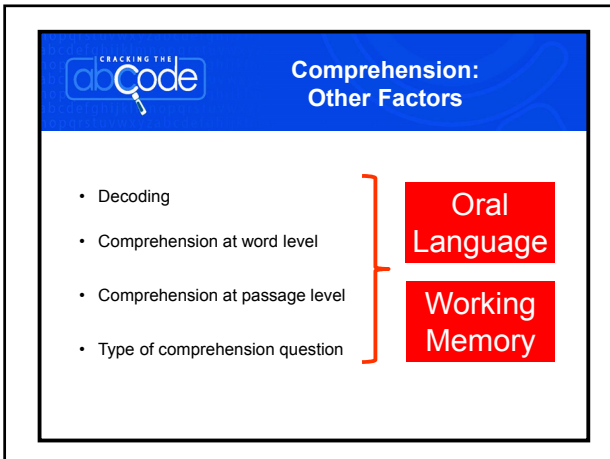 CRACKING THE
abCode
Comprehension:
Other Factors
• Decoding
• Comprehension at word level
• Comprehension at passage level
• Type of comprehension question
Oral
Language
Working
Memory